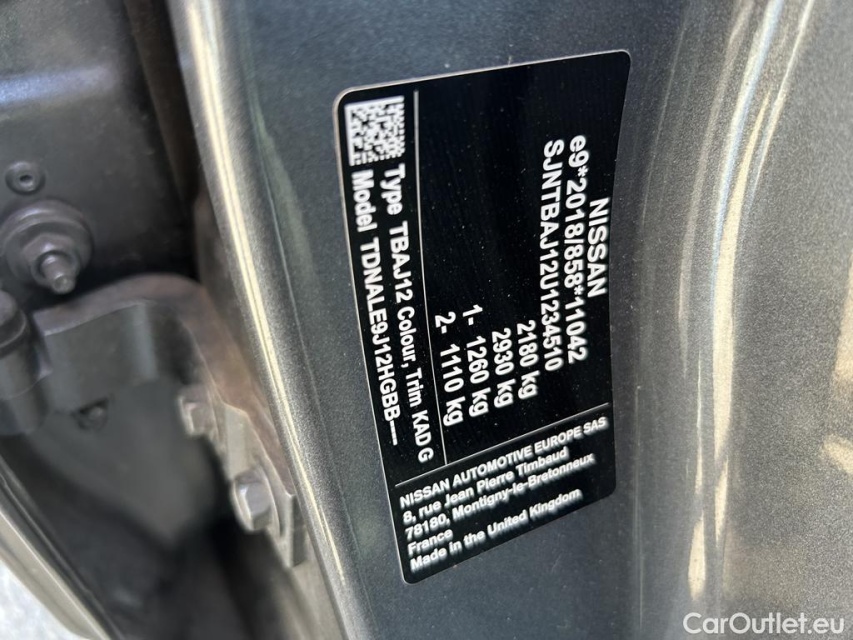 NISSAN
e9*2018/858*11042
SJNTBAJ12U1234510
2180 kg
2930 kg
1- 1260 kg
2- 1110 kg
Type TBAJ12 Colour, Trim KAD G
Model TDNALE9J12HGBB----
NISSAN AUTOMOTIVE EUROPE SAS
8, rue Jean Pierre Timbaud
78180, Montigny-le-Bretonneux
France
Made in the United Kingdom
CarOutlet.eu